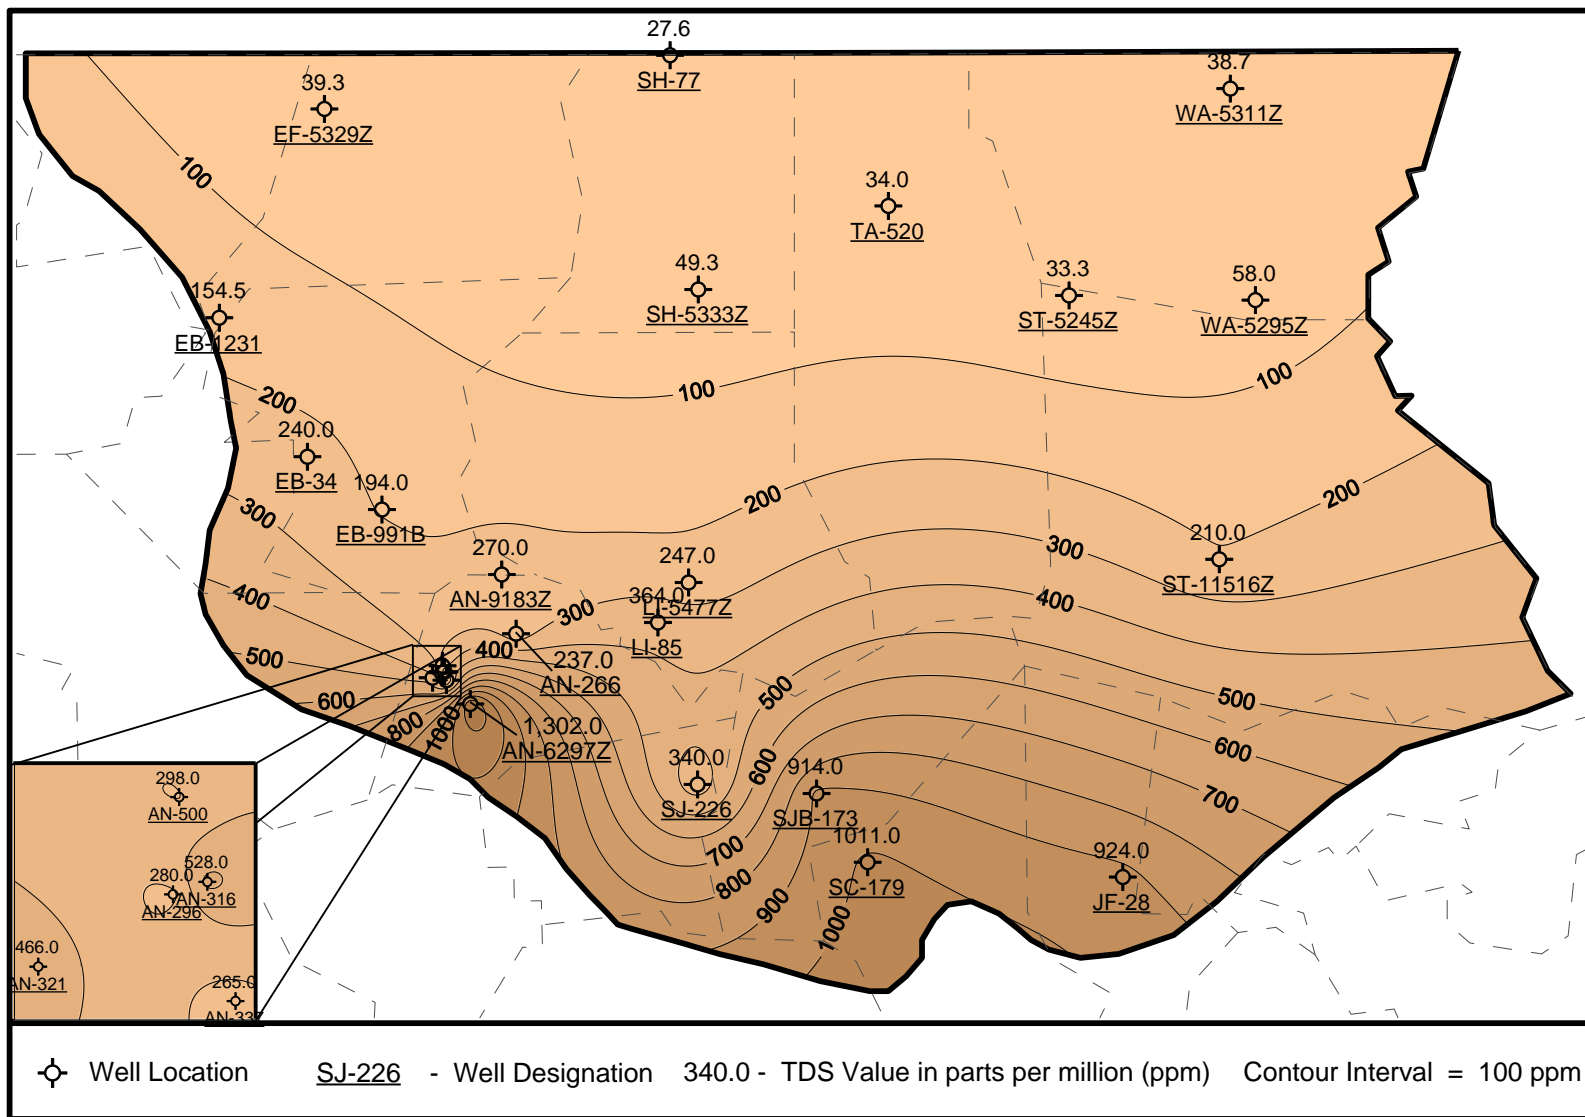 27.6
SH-77
38.7
WA-5311Z
39.3
EF-5329Z
100
34.0
TA-520
49.3
SH-5333Z
33.3
ST-5245Z
58.0
WA-5295Z
154.5
EB-1231
100
100
200
240.0
EB-34
194.0
EB-991B
200
200
300
210.0
ST-11516Z
300
270.0
AN-9183Z
247.0
LI-5477Z
364.0
LI-85
300
400
400
400
237.0
AN-266
500
500
500
600
800
1000
1,302.0
AN-6297Z
340.0
SJ-226
600
600
914.0
SJB-173
700
700
1011.0
SC-179
924.0
JF-28
800
900
1000
298.0
AN-500
528.0
AN-316
280.0
AN-296
466.0
AN-321
265.0
AN-337
Well Location SJ-226 - Well Designation 340.0 - TDS Value in parts per million (ppm) Contour Interval = 100 ppm